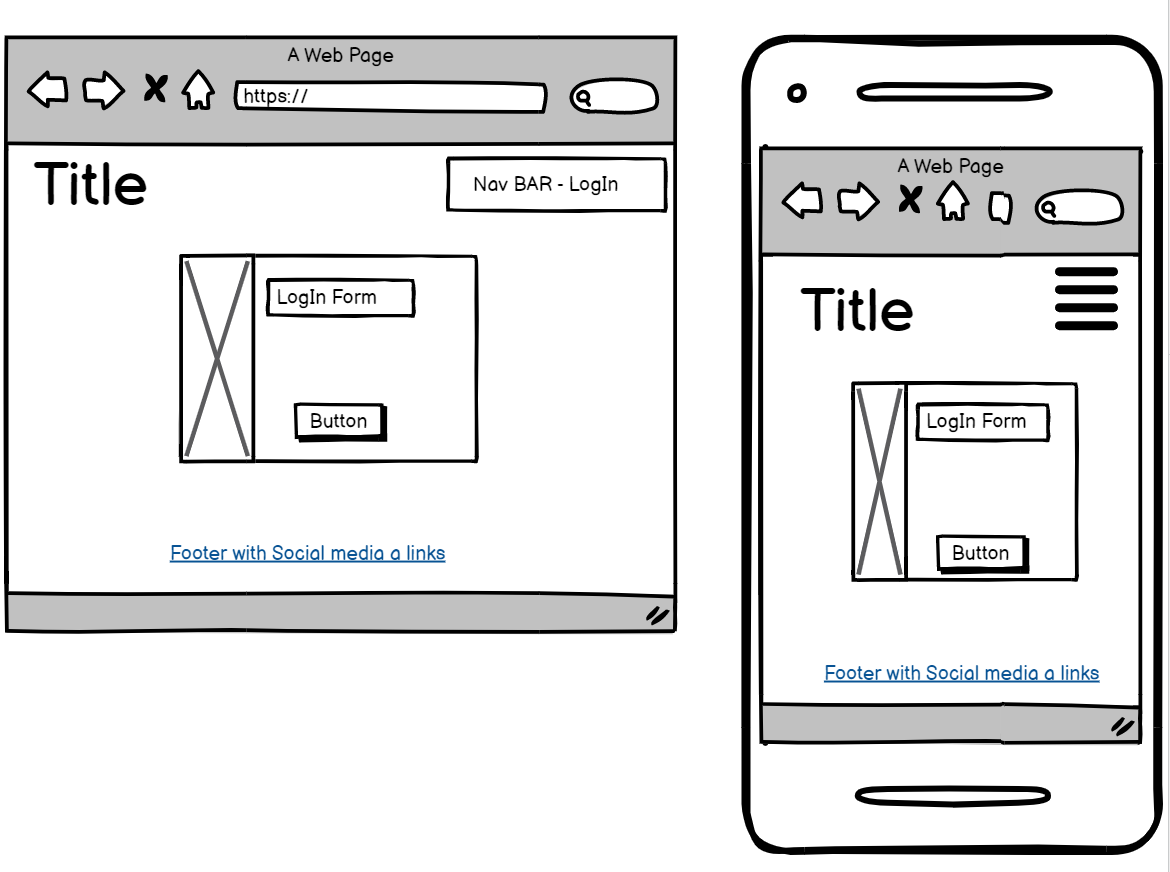 A Web Page
https://
Title
Nav BAR - LogIn
LogIn Form
Button
Footer with Social media a links
A Web Page
Title
LogIn Form
Button
Footer with Social media a links